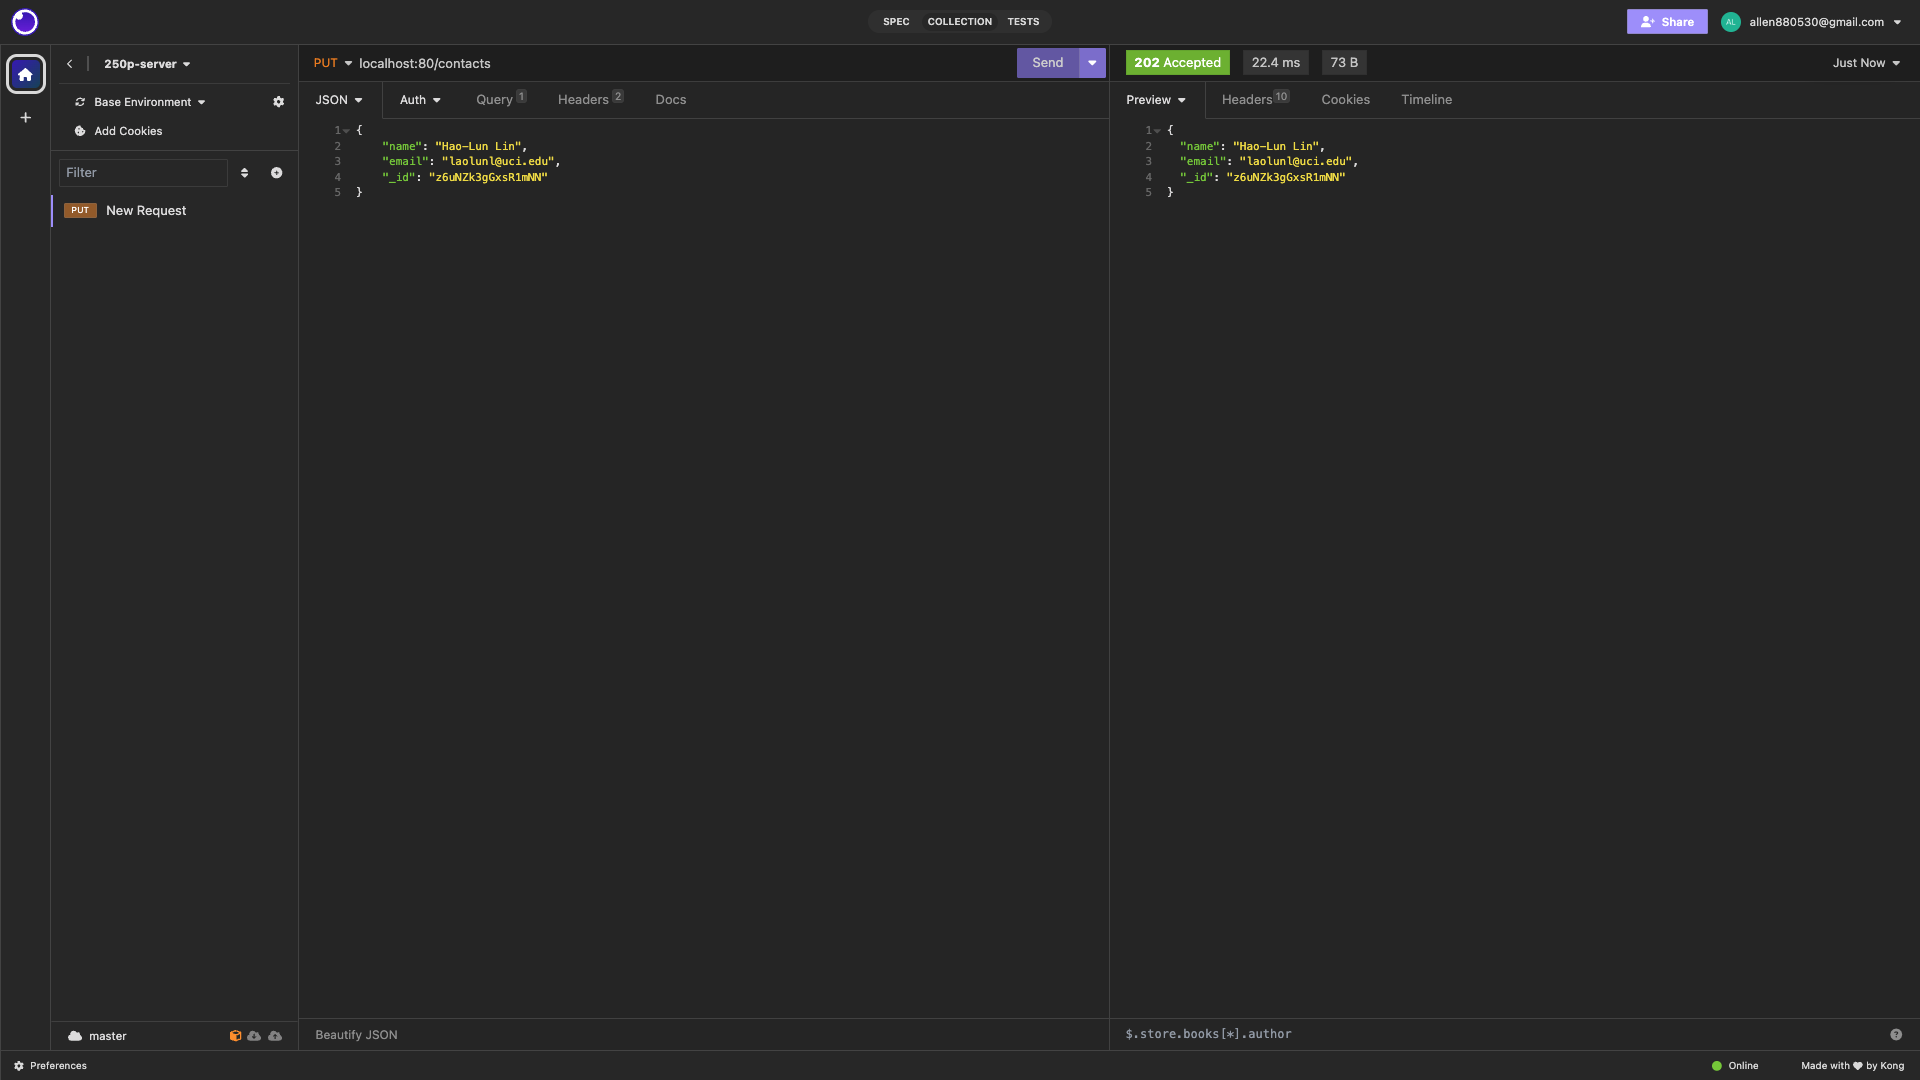 SPEC COLLECTION TESTS
Share
AL allen880530@gmail.com
250p-server
Base Environment
Add Cookies
Filter
PUT New Request
master
PUT localhost:80/contacts Send
JSON Auth Query 1 Headers 2 Docs
1 {
2 "name": "Hao-Lun Lin",
3 "email": "laolunl@uci.edu",
4 "_id": "z6uNZk3gGxsR1mNN"
5 }
Beautify JSON
202 Accepted 22.4 ms 73 B Just Now
Preview Headers 10 Cookies Timeline
1 {
2 "name": "Hao-Lun Lin",
3 "email": "laolunl@uci.edu",
4 "_id": "z6uNZk3gGxsR1mNN"
5 }
$.store.books[*].author
Preferences
Online
Made with ♥ by Kong